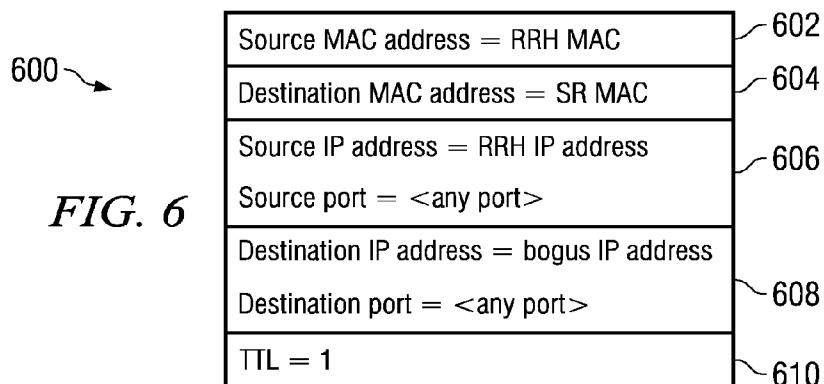 Source MAC address = RRH MAC
602
600
604
Destination MAC address = SR MAC
Source IP address = RRH IP address
606
Source port = <any port>
FIG. 6
Destination IP address = bogus IP address
608
Destination port = <any port>
TTL = 1
610